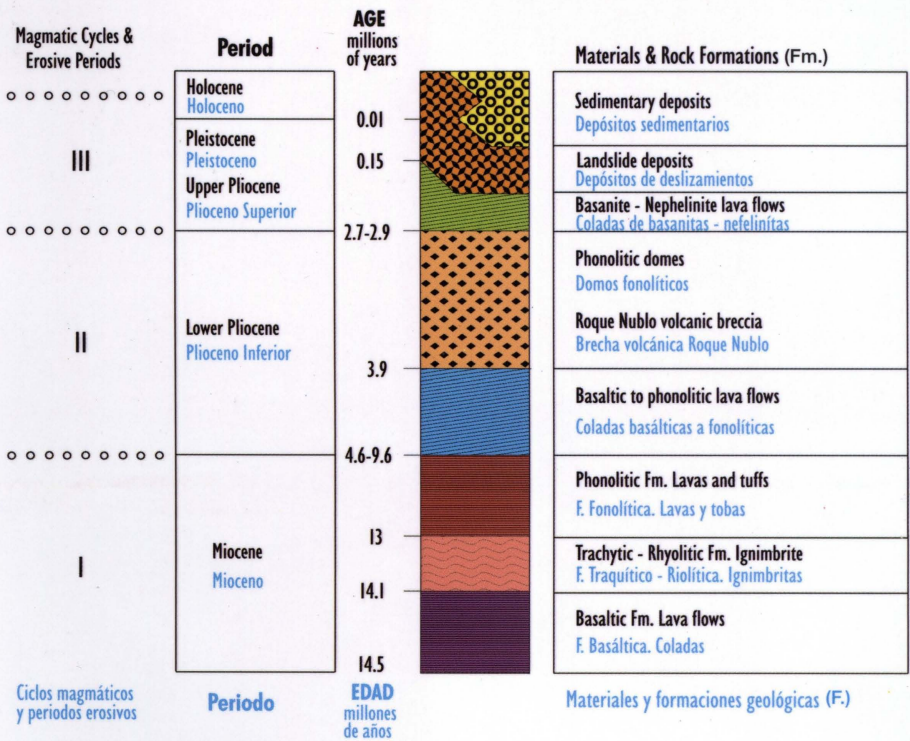 Magmatic Cycles &
Erosive Periods
Period
AGE
millions
of years
Materials & Rock Formations (Fm.)
Holocene
Holoceno
0.01
Sedimentary deposits
Depósitos sedimentarios
III
Pleistocene
Pleistoceno
Upper Pliocene
Plioceno Superior
0.15
Landslide deposits
Depósitos de deslizamientos
Basanite - Nephelinite lava flows
Coladas de basanitas - nefelinítas
2.7-2.9
II
Lower Pliocene
Plioceno Inferior
Phonolitic domes
Domos fonolíticos
Roque Nublo volcanic breccia
Brecha volcánica Roque Nublo
3.9
Basaltic to phonolitic lava flows
Coladas basálticas a fonolíticas
4.6-9.6
I
Miocene
Mioceno
Phonolitic Fm. Lavas and tuffs
F. Fonolítica. Lavas y tobas
13
Trachytic - Rhyolitic Fm. Ignimbrite
F. Traquítico - Riolítica. Ignimbritas
14.1
Basaltic Fm. Lava flows
F. Basáltica. Coladas
14.5
Ciclos magmáticos
y periodos erosivos
Periodo
EDAD
millones
de años
Materiales y formaciones geológicas (F.)